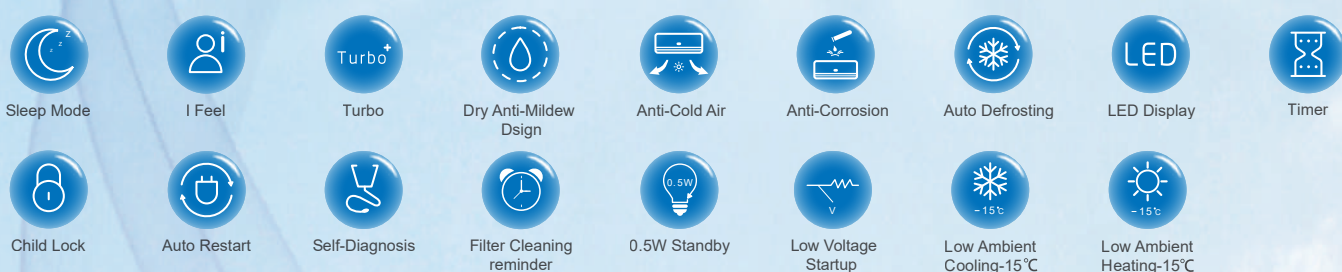 z
z
z
i
Turbo+
LED
Sleep Mode
I Feel
Turbo
Dry Anti-Mildew
Dsign
Anti-Cold Air
Anti-Corrosion
Auto Defrosting
LED Display
Timer
0.5W
V
-15℃
-15℃
Child Lock
Auto Restart
Self-Diagnosis
Filter Cleaning
reminder
0.5W Standby
Low Voltage
Startup
Low Ambient
Cooling-15℃
Low Ambient
Heating-15℃